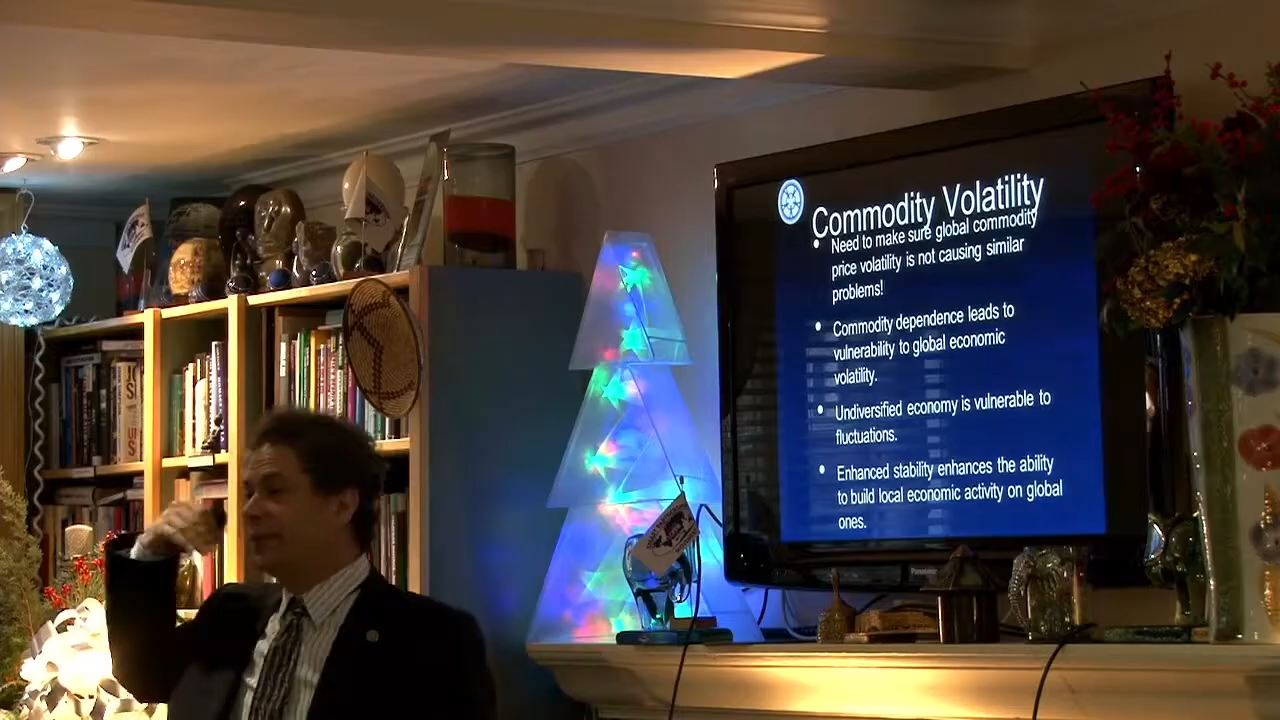 Commodity Volatility
• Need to make sure global commodity
price volatility is not causing similar
problems!
• Commodity dependence leads to
vulnerability to global economic
volatility.
• Undiversified economy is vulnerable to
fluctuations.
• Enhanced stability enhances the ability
to build local economic activity on global
ones.
Panasonic